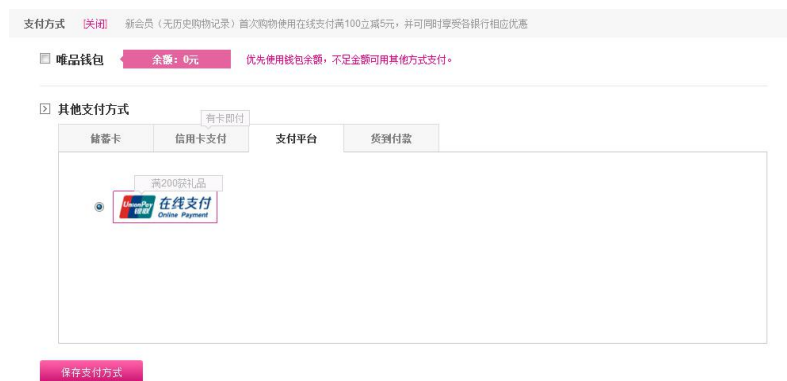 支付方式 [关闭] 新会员（无历史购物记录）首次购物使用在线支付满100立减5元，并可同时享受各银行相应优惠
唯品钱包 余额：0元 优先使用钱包余额，不足金额可用其他方式支付。
其他支付方式
有卡即付
储蓄卡 信用卡支付 支付平台 货到付款
满200获礼品
UnionPay 银联 在线支付 Online Payment
保存支付方式